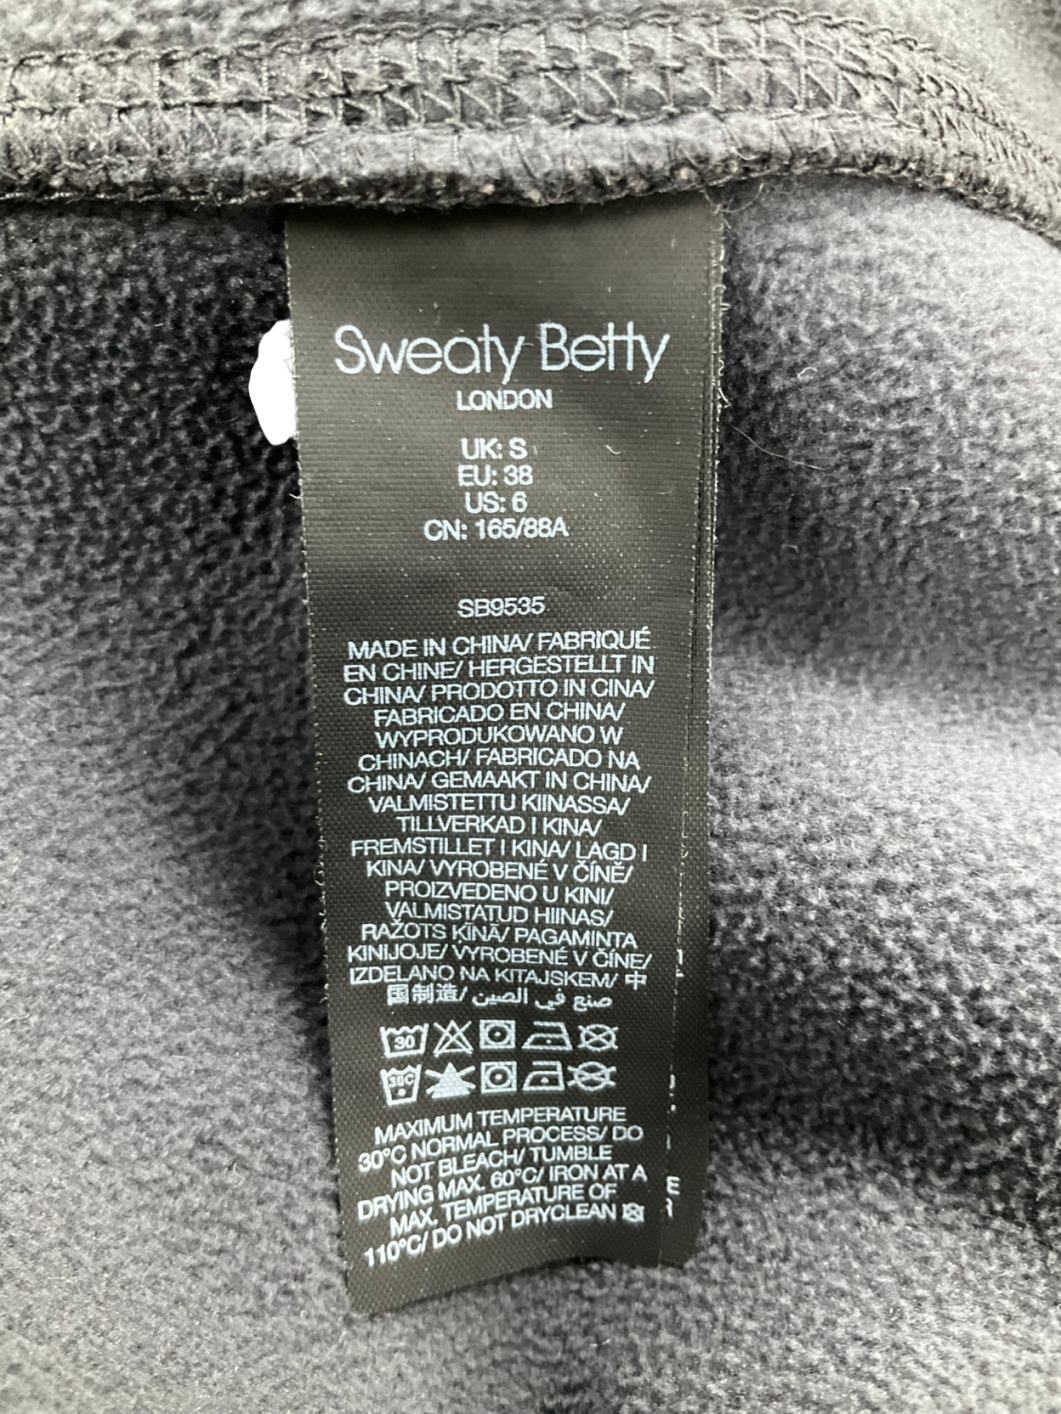 Sweaty Betty
LONDON
UK: S
EU: 38
US: 6
CN: 165/88A
SB9535
MADE IN CHINA/ FABRIQUÉ
EN CHINE/ HERGESTELLT IN
CHINA/ PRODOTTO IN CINA/
FABRICADO EN CHINA/
WYPRODUKOWANO W
CHINACH/ FABRICADO NA
CHINA/ GEMAAKT IN CHINA/
VALMISTETTU KIINASSA/
TILLVERKAD I KINA/
FREMSTILLET I KINA/ LAGD I
KINA/ VYROBENÉ V ČÍNĚ/
PROIZVEDENO U KINI/
VALMISTATUD HIINAS/
RAŽOTS ĶĪNĀ/ PAGAMINTA
KINIJOJE/ VYROBENÉ V ČÍNE/
IZDELANO NA KITAJSKEM/ 中
国制造/ صنع في الصين
30
30C
MAXIMUM TEMPERATURE
30°C NORMAL PROCESS/ DO
NOT BLEACH/ TUMBLE
DRYING MAX. 60°C/ IRON AT A
MAX. TEMPERATURE OF
110°C/ DO NOT DRYCLEAN